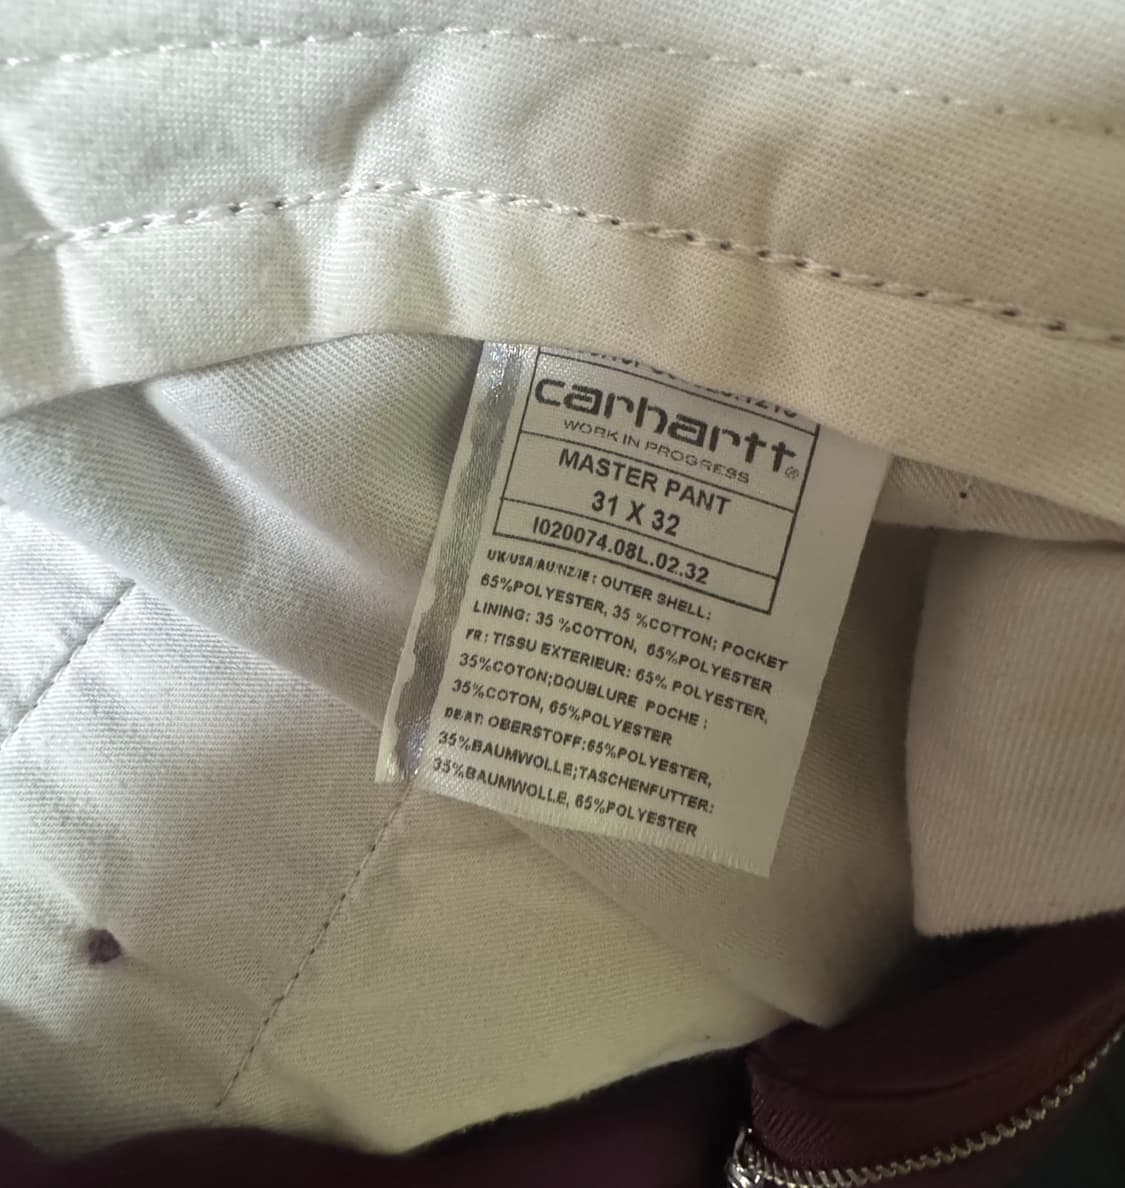 carhartt®
WORK IN PROGRESS
MASTER PANT
31 X 32
I020074.08L.02.32
UK/USA/AU/NZ/IE : OUTER SHELL:
65%POLYESTER, 35 %COTTON; POCKET
LINING: 35 %COTTON, 65%POLYESTER
FR : TISSU EXTERIEUR: 65% POLYESTER,
35%COTON;DOUBLURE POCHE :
35%COTON, 65%POLYESTER
DE/AT: OBERSTOFF:65%POLYESTER,
35%BAUMWOLLE;TASCHENFUTTER:
35%BAUMWOLLE, 65%POLYESTER